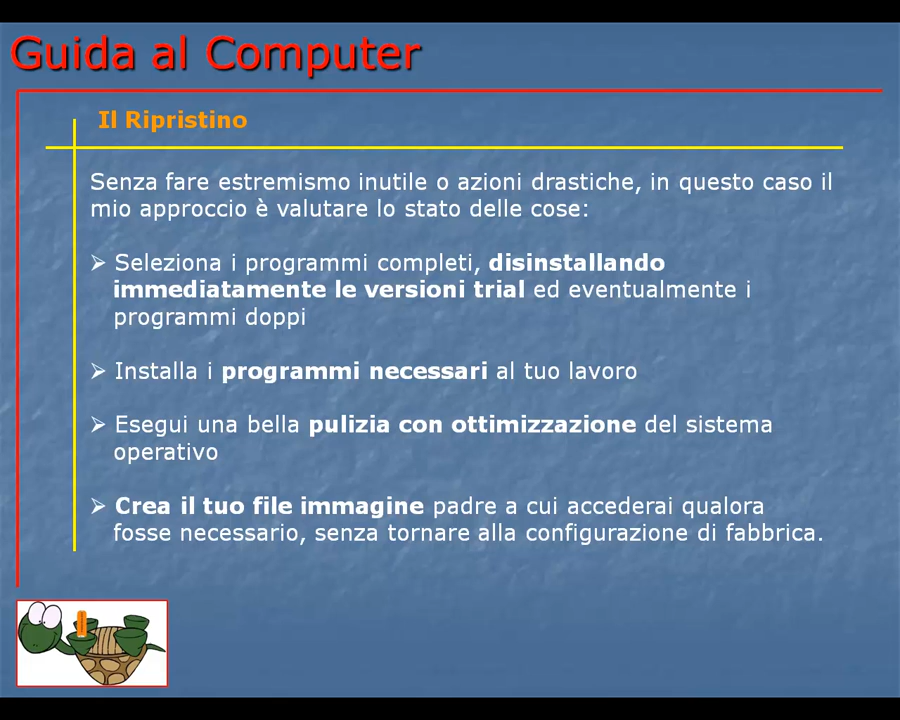 Guida al Computer
Il Ripristino
Senza fare estremismo inutile o azioni drastiche, in questo caso il
mio approccio è valutare lo stato delle cose:
➢ Seleziona i programmi completi, disinstallando
immediatamente le versioni trial ed eventualmente i
programmi doppi
➢ Installa i programmi necessari al tuo lavoro
➢ Esegui una bella pulizia con ottimizzazione del sistema
operativo
➢ Crea il tuo file immagine padre a cui accederai qualora
fosse necessario, senza tornare alla configurazione di fabbrica.